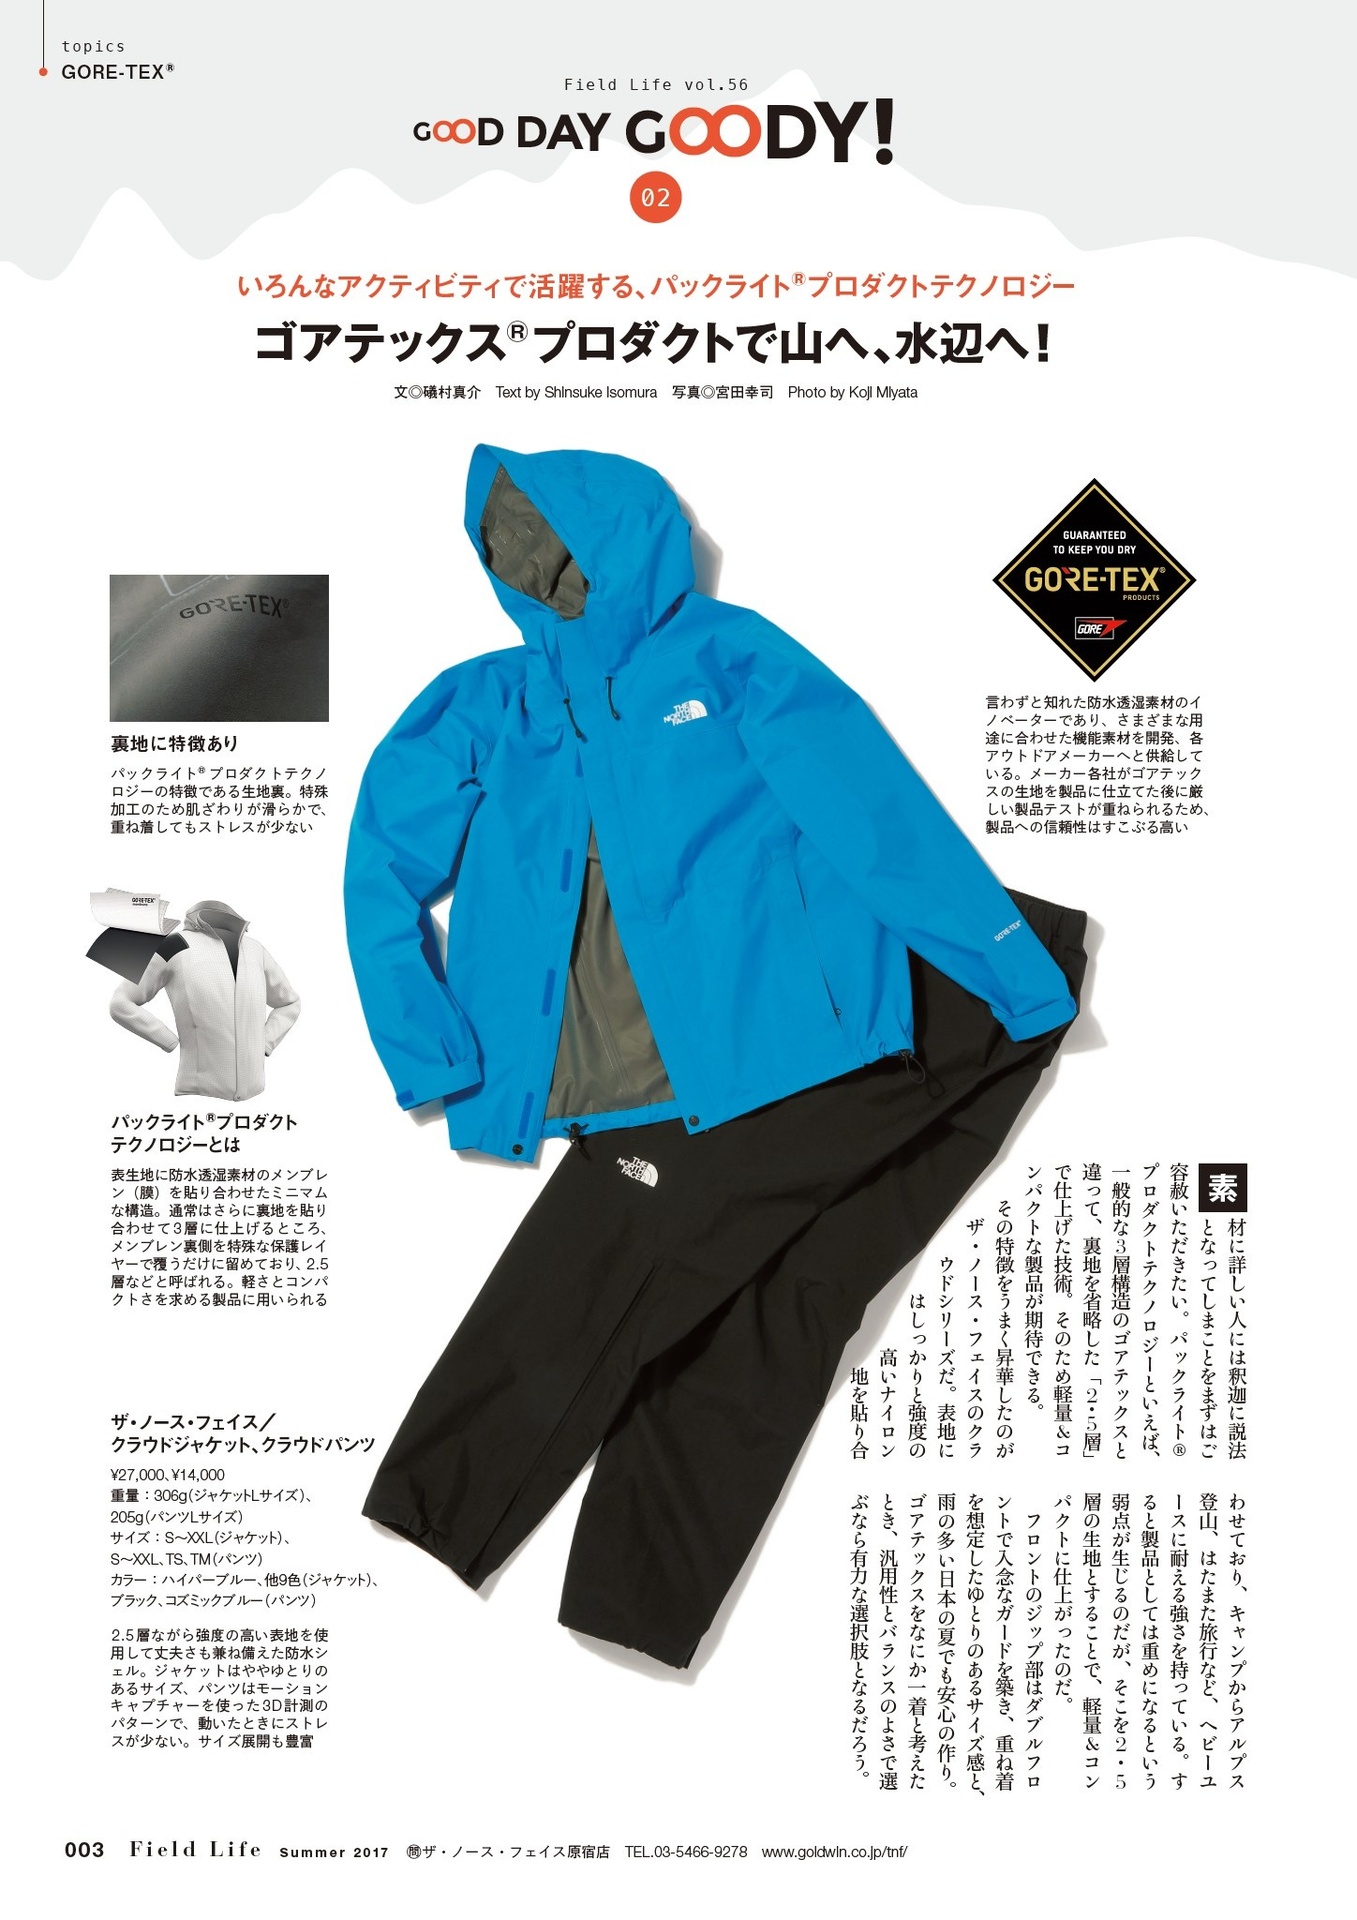 topics
GORE-TEX®
Field Life vol.56
GOOD DAY GOODY!
02
いろんなアクティビティで活躍する、パックライト®プロダクトテクノロジー
ゴアテックス®プロダクトで山へ、水辺へ!
文◎礒村真介 Text by Shinsuke Isomura 写真◎宮田幸司 Photo by Koji Miyata
GORE-TEX®
裏地に特徴あり
パックライト®プロダクトテクノ
ロジーの特徴である生地裏。特殊
加工のため肌ざわりが滑らかで、
重ね着してもストレスが少ない
GORE-TEX®
パックライト®プロダクト
テクノロジーとは
表生地に防水透湿素材のメンブレ
ン（膜）を貼り合わせたミニマム
な構造。通常はさらに裏地を貼り
合わせて3層に仕上げるところ、
メンブレン裏側を特殊な保護レイ
ヤーで覆うだけに留めており、2.5
層などと呼ばれる。軽さとコンパ
クトさを求める製品に用いられる
ザ・ノース・フェイス／
クラウドジャケット、クラウドパンツ
¥27,000、¥14,000
重量：306g(ジャケットLサイズ)、
205g(パンツLサイズ)
サイズ：S〜XXL(ジャケット)、
S〜XXL、TS、TM(パンツ)
カラー：ハイパーブルー、他9色(ジャケット)、
ブラック、コズミックブルー(パンツ)
2.5層ながら強度の高い表地を使
用して丈夫さも兼ね備えた防水シ
ェル。ジャケットはややゆとりの
あるサイズ、パンツはモーション
キャプチャーを使った3D計測の
パターンで、動いたときにストレ
スが少ない。サイズ展開も豊富
THE
NORTH
FACE
GORE-TEX®
THE
NORTH
FACE
GUARANTEED
TO KEEP YOU DRY
GORE-TEX®
PRODUCTS
GORE
言わずと知れた防水透湿素材のイ
ノベーターであり、さまざまな用
途に合わせた機能素材を開発、各
アウトドアメーカーへと供給して
いる。メーカー各社がゴアテック
スの生地を製品に仕立てた後に厳
しい製品テストが重ねられるため、
製品への信頼性はすこぶる高い
素材に詳しい人には釈迦に説法
となってしまことをまずはご
容赦いただきたい。パックライト®
プロダクトテクノロジーといえば、
一般的な3層構造のゴアテックスと
違って、裏地を省略した「2・5層」
で仕上げた技術。そのため軽量＆コ
ンパクトな製品が期待できる。
その特徴をうまく昇華したのが
ザ・ノース・フェイスのクラ
ウドシリーズだ。表地に
はしっかりと強度の
高いナイロン
地を貼り合
わせており、キャンプからアルプス
登山、はたまた旅行など、ヘビーユ
ースに耐える強さを持っている。す
ると製品としては重めになるという
弱点が生じるのだが、そこを2・5
層の生地とすることで、軽量＆コン
パクトに仕上がったのだ。
フロントのジップ部はダブルフロ
ントで入念なガードを築き、重ね着
を想定したゆとりのあるサイズ感と、
雨の多い日本の夏でも安心の作り。
ゴアテックスをなにか一着と考えた
とき、汎用性とバランスのよさで選
ぶなら有力な選択肢となるだろう。
003 Field Life Summer 2017 ㉄ザ・ノース・フェイス原宿店 TEL.03-5466-9278 www.goldwin.co.jp/tnf/